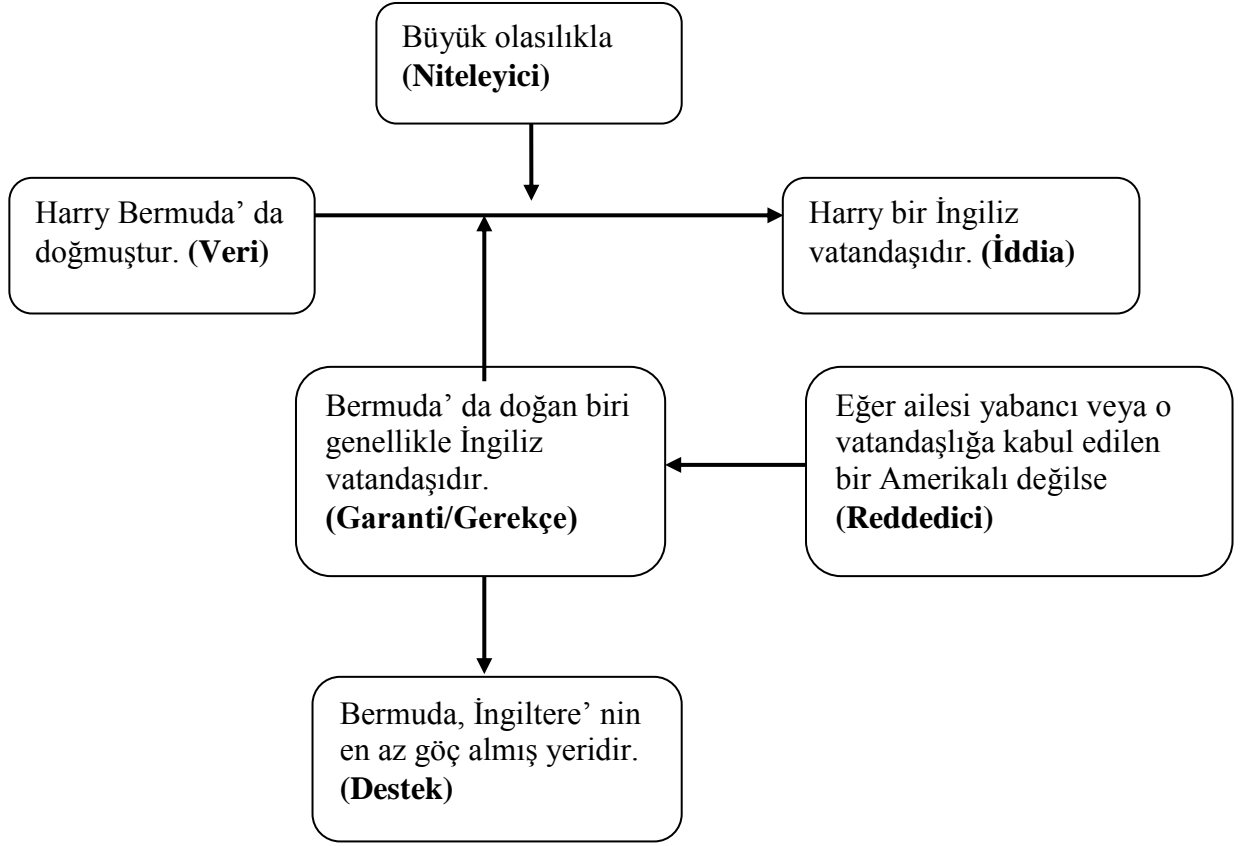 Büyük olasılıkla
(Niteleyici)
Harry Bermuda’ da
doğmuştur. (Veri)
Harry bir İngiliz
vatandaşıdır. (İddia)
Bermuda’ da doğan biri
genellikle İngiliz
vatandaşıdır.
(Garanti/Gerekçe)
Eğer ailesi yabancı veya o
vatandaşlığa kabul edilen
bir Amerikalı değilse
(Reddedici)
Bermuda, İngiltere’ nin
en az göç almış yeridir.
(Destek)